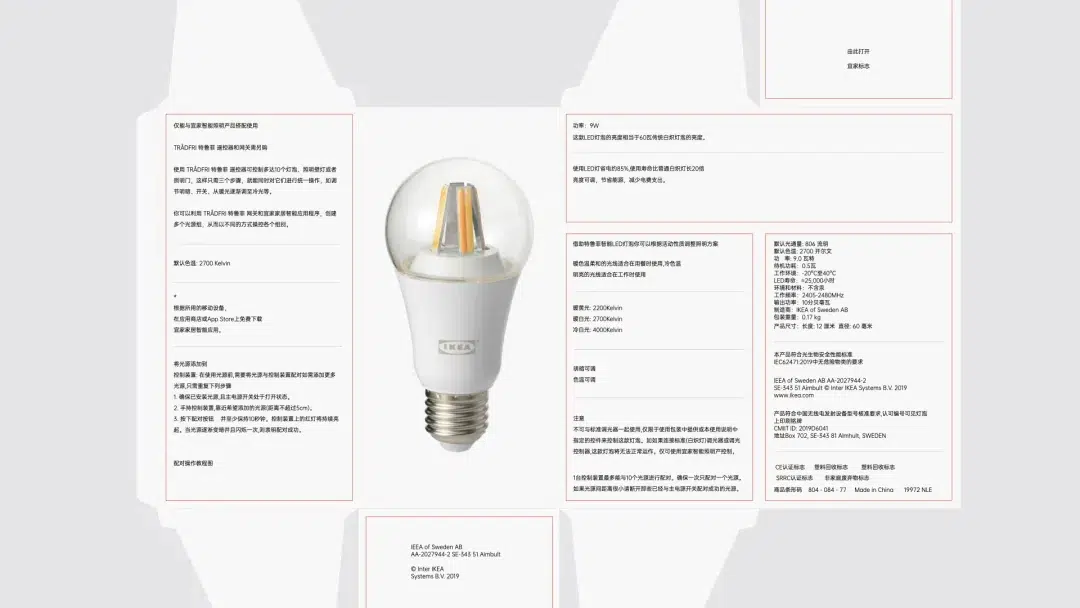 由此打开
宜家标志
仅能与宜家智能照明产品搭配使用
TRÅDFRI 特鲁菲 遥控器和网关需另购
使用 TRÅDFRI 特鲁菲 遥控器可控制多达10个灯泡、照明壁灯或者
照明门，这样只需三个步骤，就能同时对它们进行统一操作，如调
节明暗、开关，从暖光逐渐调至冷光等。
你可以利用 TRÅDFRI 特鲁菲 网关和宜家家居智能应用程序，创建
多个光源组，从而以不同的方式操控各个组别。
默认色温: 2700 Kelvin
*
根据所用的移动设备，
在应用商店或App Store上免费下载
宜家家居智能应用。
将光源添加到
控制装置: 在使用光源前,需要将光源与控制装置配对如需添加更多
光源,只需重复下列步骤
1. 确保已安装光源,且主电源开关处于打开状态。
2. 手持控制装置,靠近希望添加的光源(距离不超过5cm)。
3. 按下配对按钮 并至少保持10秒钟。控制装置上的红灯将持续亮
起。当光源逐渐变暗并且闪烁一次,则表明配对成功。
配对操作教程图
IKEA
功率：9W
这款LED灯泡的亮度相当于60瓦传统白炽灯泡的亮度。
使用LED灯省电约85%,使用寿命比普通白炽灯长20倍
亮度可调，节省能源，减少电费支出。
借助特鲁菲智能LED灯泡你可以根据活动性质调整照明方案
暖色温柔和的光线适合在用餐时使用,冷色温
明亮的光线适合在工作时使用
暖黄光: 2200Kelvin
暖白光: 2700Kelvin
冷白光: 4000Kelvin
明暗可调
色温可调
注意
不可与标准调光器一起使用,仅限于使用包装中提供或本使用说明中
指定的控件来控制这款灯泡。如如果连接标准(白炽灯)调光器或调光
控制器,这款灯泡将无法正常运作。仅可使用宜家智能照明产控制。
1台控制装置最多能与10个光源进行配对。确保一次只配对一个光源。
如果光源间距离很小请断开那些已经与主电源开关配对成功的光源。
默认光通量: 806 流明
默认色温: 2700 开尔文
功 率: 9.0 瓦特
待机功耗：0.5瓦
工作环境：-20°C至40°C
LED寿命：≈25,000小时
环境和材料：不含汞
工作频率：2405-2480MHz
输出功率：10分贝毫瓦
制造商：IKEA of Sweden AB
包装重量：0.17 kg
产品尺寸：长度: 12 厘米 直径: 60 毫米
本产品符合光生物安全性能标准
IEC62471:2019中无危险物类的要求
IEEA of Sweden AB AA-2027944-2
SE-343 51 Aimbult © Inter IKEA Systems B.V. 2019
www.ikea.com
产品符合中国无线电发射设备型号核准要求,认可编号可见灯泡
上印刷铭牌
CMIIT ID: 2019D6041
地址Box 702, SE-343 81 Almhult, SWEDEN
CE认证标志 塑料回收标志 塑料回收标志
SRRC认证标志 非家庭废弃物标志
商品条形码 804 - 084 - 77 Made in China 19972 NLE
IEEA of Sweden AB
AA-2027944-2 SE-343 51 Aimbult
© Inter IKEA
Systems B.V. 2019